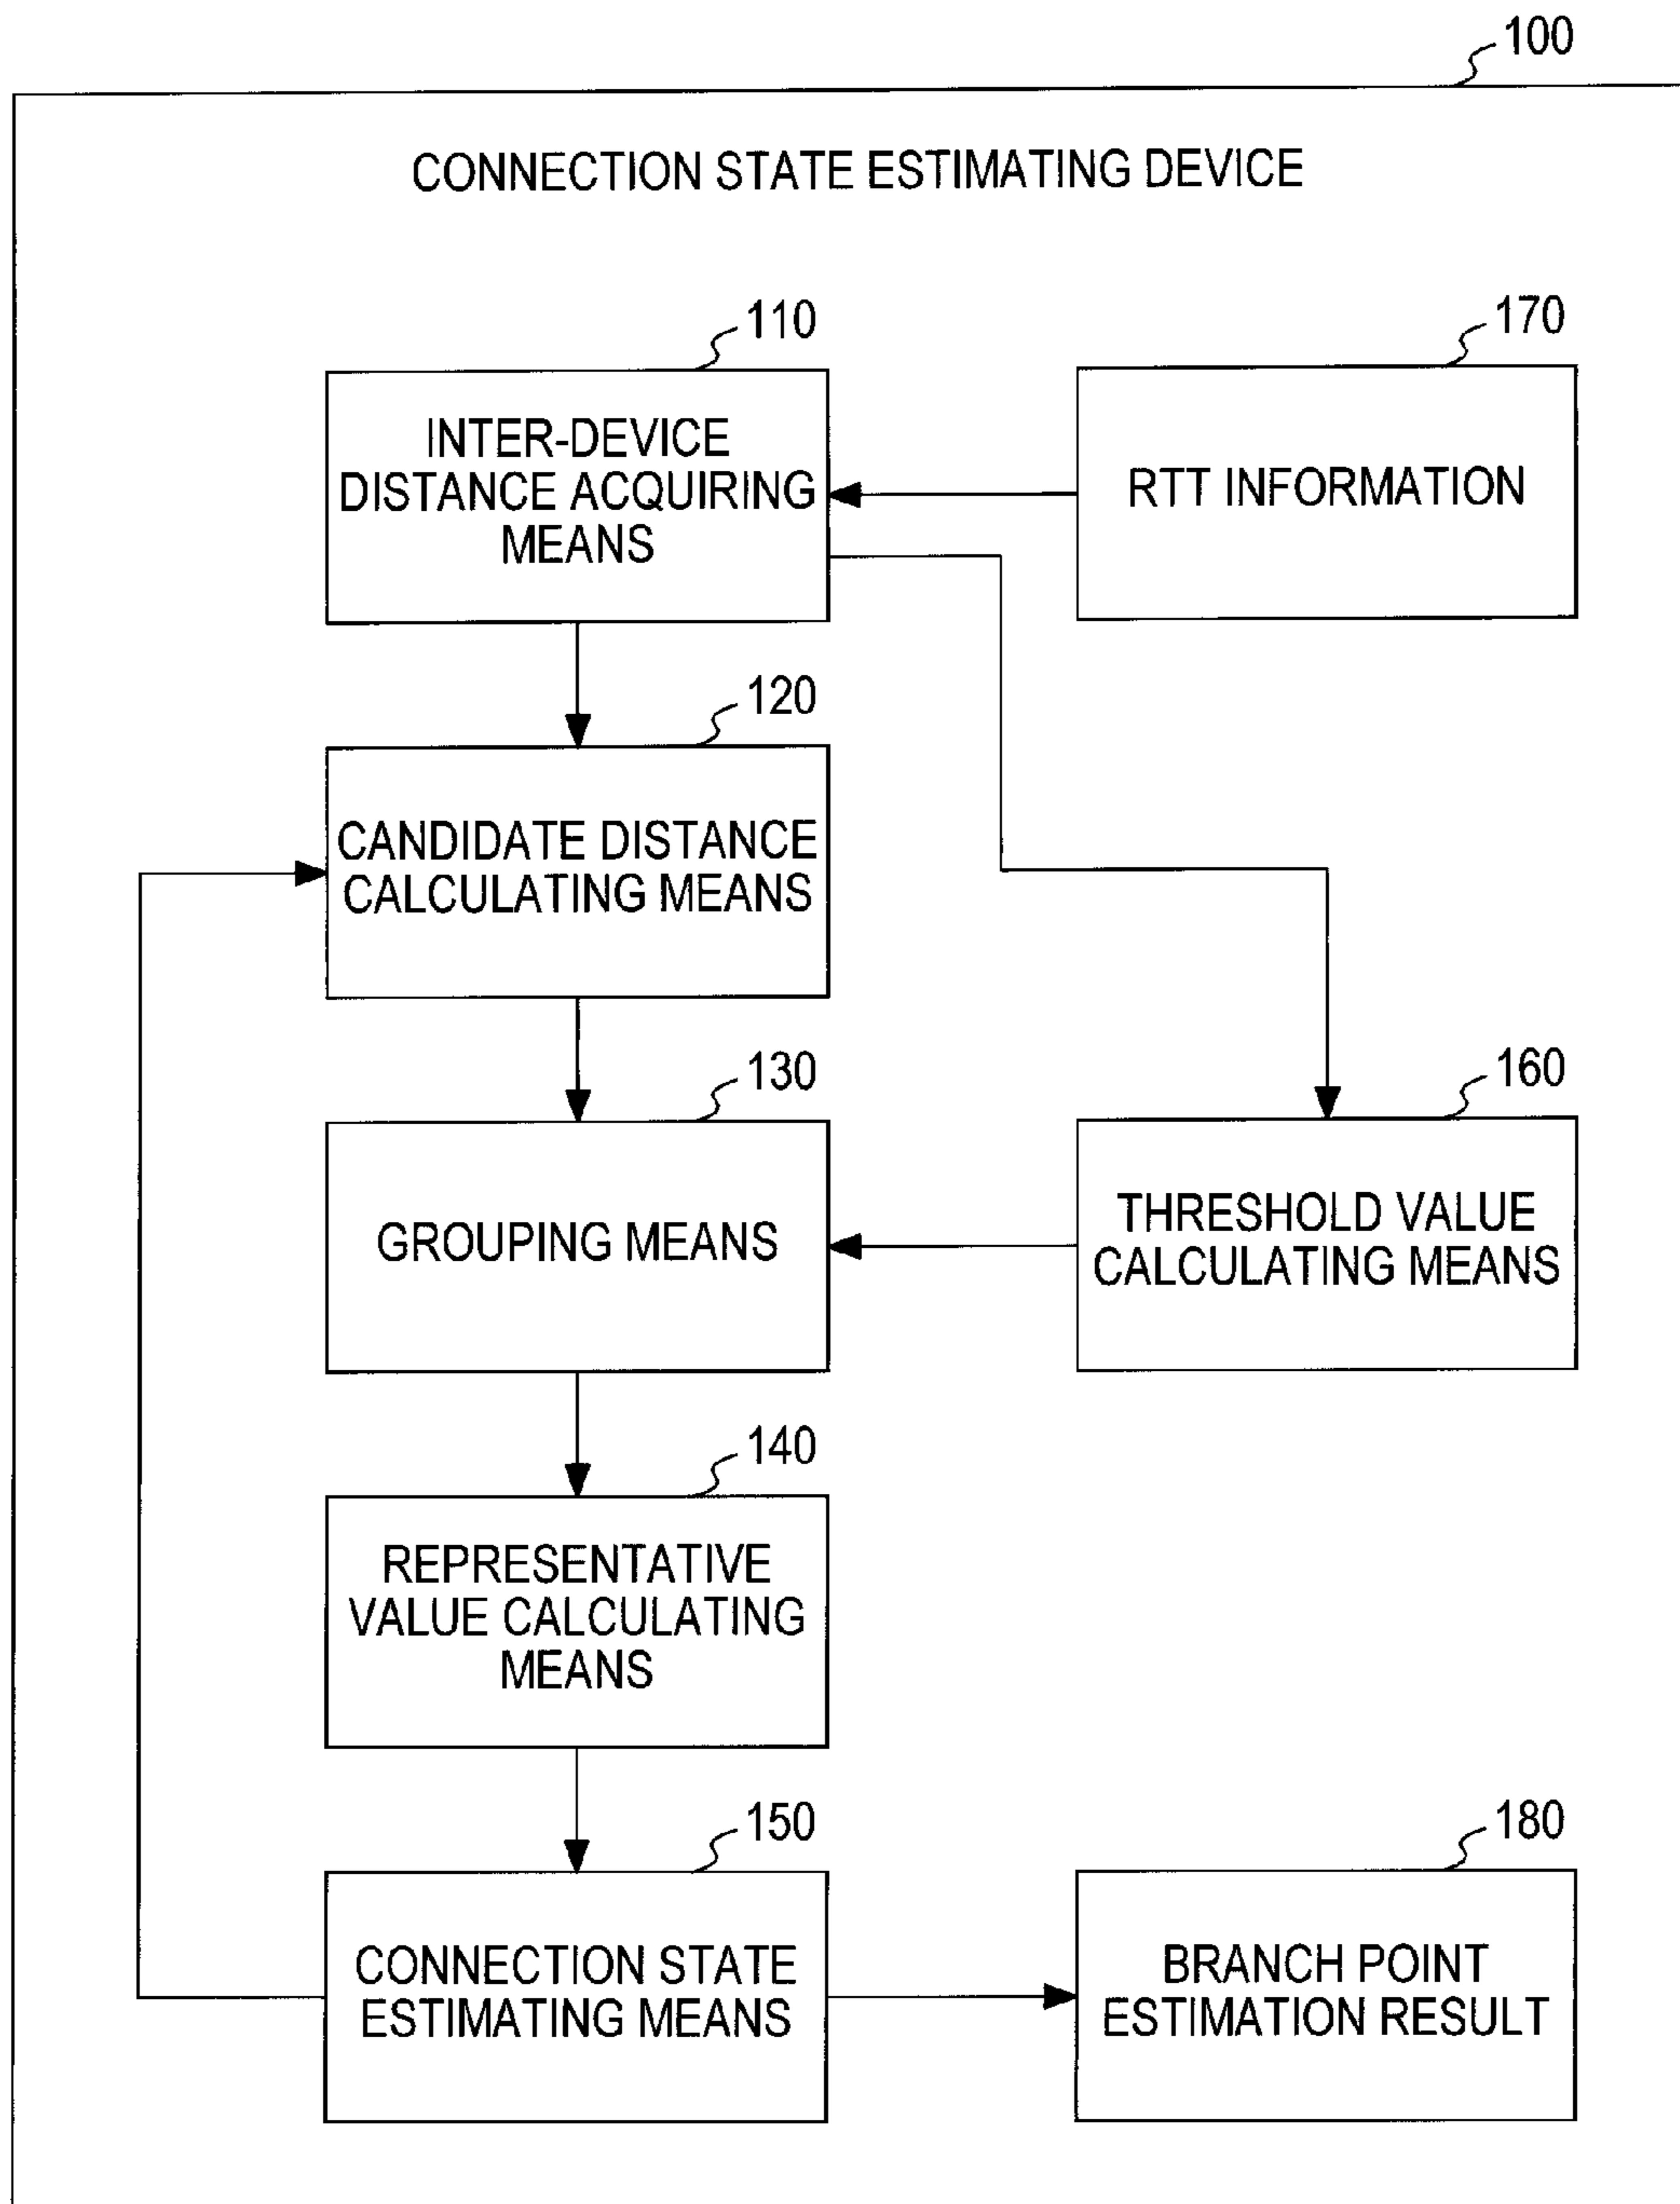 100
CONNECTION STATE ESTIMATING DEVICE
110
INTER-DEVICE
DISTANCE ACQUIRING
MEANS
170
RTT INFORMATION
120
CANDIDATE DISTANCE
CALCULATING MEANS
130
GROUPING MEANS
160
THRESHOLD VALUE
CALCULATING MEANS
140
REPRESENTATIVE
VALUE CALCULATING
MEANS
150
CONNECTION STATE
ESTIMATING MEANS
180
BRANCH POINT
ESTIMATION RESULT